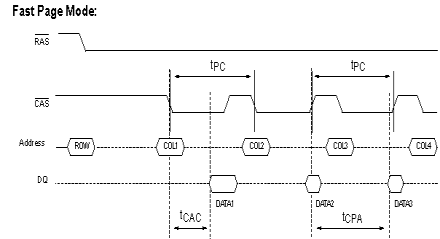 Fast Page Mode:
RAS
tPC tPC
CAS
Address ROW COL1 COL2 COL3 COL4
DQ
DATA1 DATA2 DATA3
tCAC tCPA